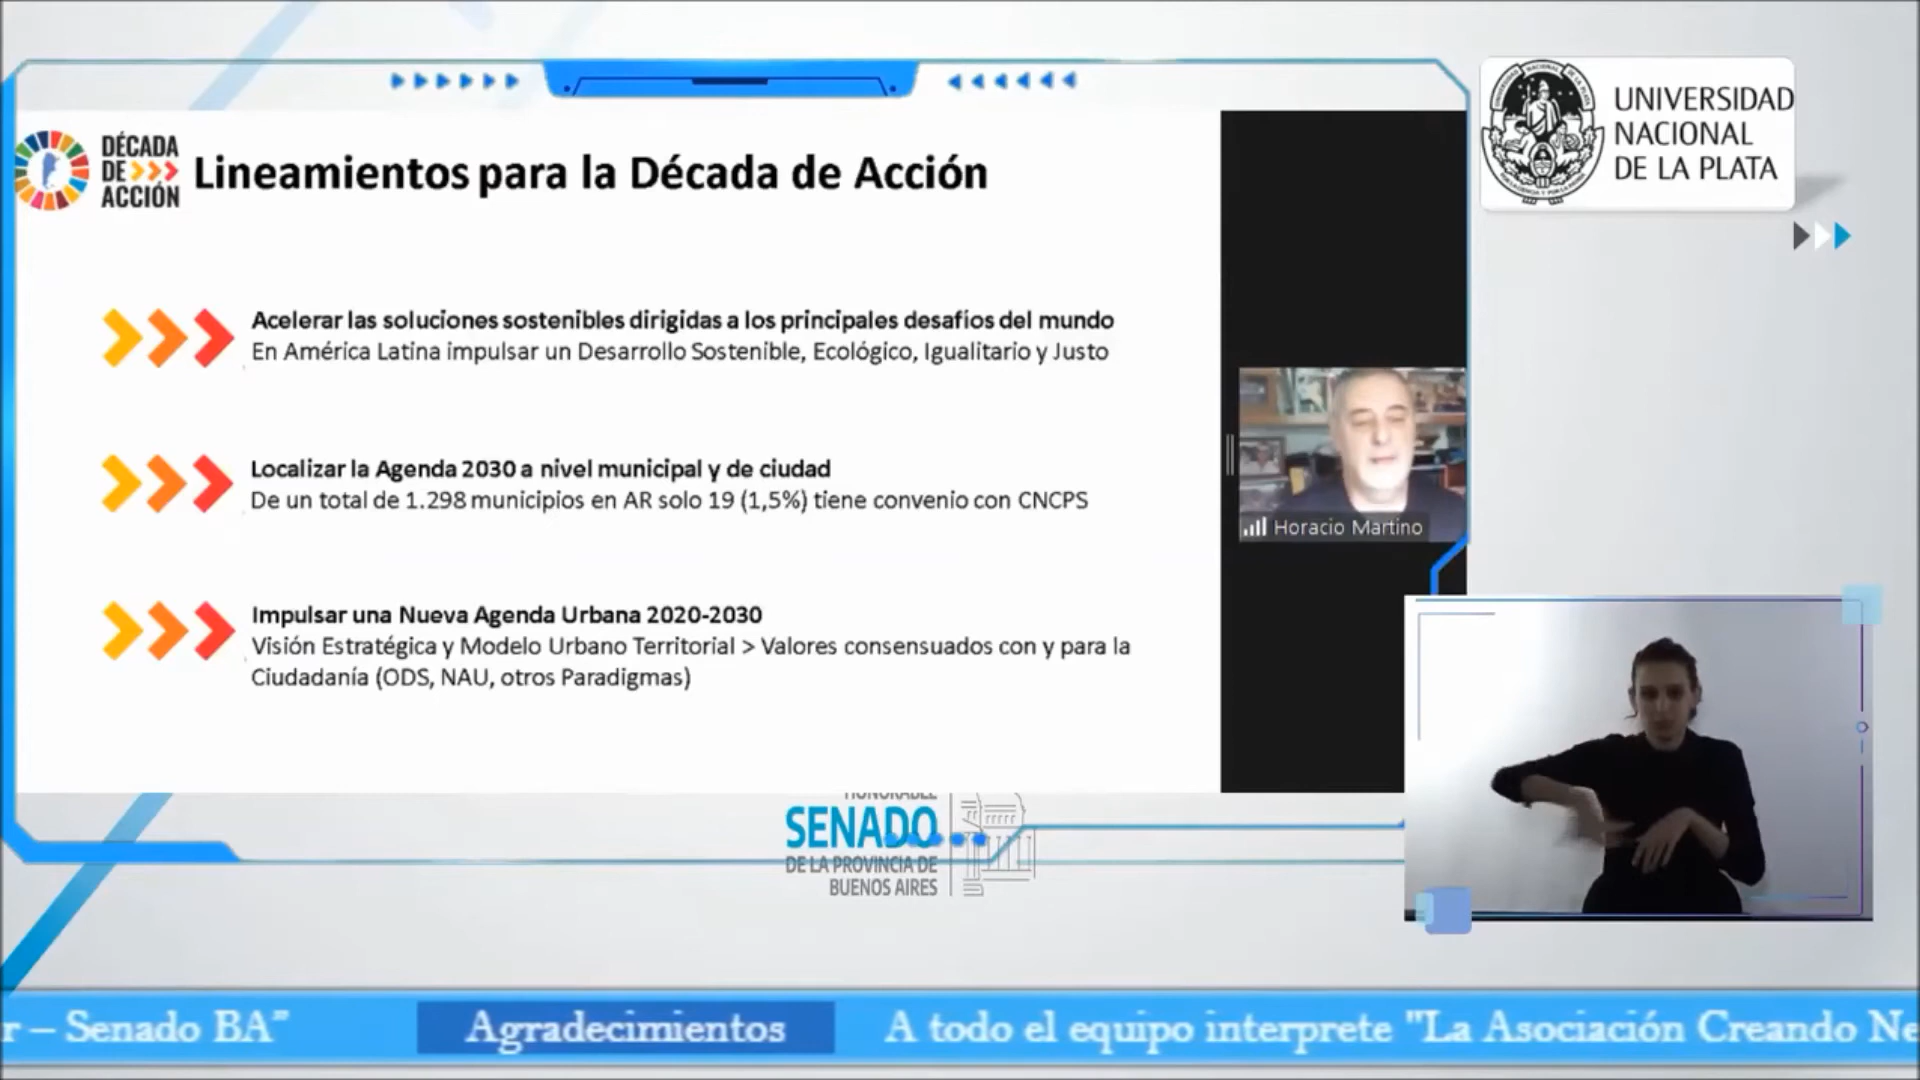 DÉCADA
DE
ACCIÓN
Lineamientos para la Década de Acción
Acelerar las soluciones sostenibles dirigidas a los principales desafíos del mundo
En América Latina impulsar un Desarrollo Sostenible, Ecológico, Igualitario y Justo
Localizar la Agenda 2030 a nivel municipal y de ciudad
De un total de 1.298 municipios en AR solo 19 (1,5%) tiene convenio con CNCPS
Impulsar una Nueva Agenda Urbana 2020-2030
Visión Estratégica y Modelo Urbano Territorial > Valores consensuados con y para la
Ciudadanía (ODS, NAU, otros Paradigmas)
Horacio Martino
UNIVERSIDAD
NACIONAL
DE LA PLATA
HONORABLE
SENADO
DE LA PROVINCIA DE
BUENOS AIRES
r – Senado BA” Agradecimientos A todo el equipo interprete "La Asociación Creando Ne